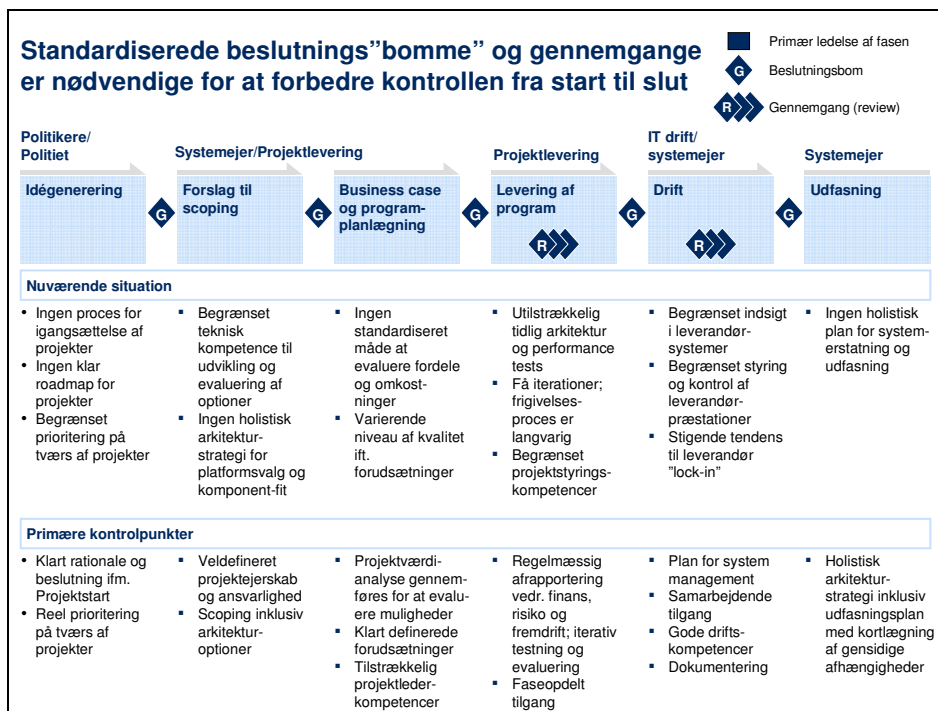 Standardiserede beslutnings”bomme” og gennemgange
er nødvendige for at forbedre kontrollen fra start til slut
Primær ledelse af fasen
G
Beslutningsbom
R
Gennemgang (review)
Politikere/
Politiet
Systemejer/Projektlevering
Projektlevering
IT drift/
systemejer
Systemejer
Idégenerering
G
Forslag til
scoping
G
Business case
og program-
planlægning
G
Levering af
program
R
G
Drift
R
G
Udfasning
Nuværende situation
• Ingen proces for
igangsættelse af
projekter
• Ingen klar
roadmap for
projekter
• Begrænset
prioritering på
tværs af projekter
▪ Begrænset
teknisk
kompetence til
udvikling og
evaluering af
optioner
▪ Ingen holistisk
arkitektur-
strategi for
platformsvalg og
komponent-fit
▪ Ingen
standardiseret
måde at
evaluere fordele
og omkost-
ninger
▪ Varierende
niveau af kvalitet
ift.
forudsætninger
▪ Utilstrækkelig
tidlig arkitektur
og performance
tests
▪ Få iterationer;
frigivelses-
proces er
langvarig
▪ Begrænset
projektstyrings-
kompetencer
▪ Begrænset indsigt
i leverandør-
systemer
▪ Begrænset styring
og kontrol af
leverandør-
præstationer
▪ Stigende tendens
til leverandør
”lock-in”
▪ Ingen holistisk
plan for system-
erstatning og
udfasning
Primære kontrolpunkter
• Klart rationale og
beslutning ifm.
Projektstart
• Reel prioritering
på tværs af
projekter
▪ Veldefineret
projektejerskab
og ansvarlighed
▪ Scoping inklusiv
arkitektur-
optioner
▪ Projektværdi-
analyse gennem-
føres for at evalu-
ere muligheder
▪ Klart definerede
forudsætninger
▪ Tilstrækkelig
projektleder-
kompetencer
▪ Regelmæssig
afrapportering
vedr. finans,
risiko og
fremdrift; iterativ
testning og
evaluering
▪ Faseopdelt
tilgang
▪ Plan for system
management
▪ Samarbejdende
tilgang
▪ Gode drifts-
kompetencer
▪ Dokumentering
▪ Holistisk
arkitektur-
strategi inklusiv
udfasningsplan
med kortlægning
af gensidige
afhængigheder